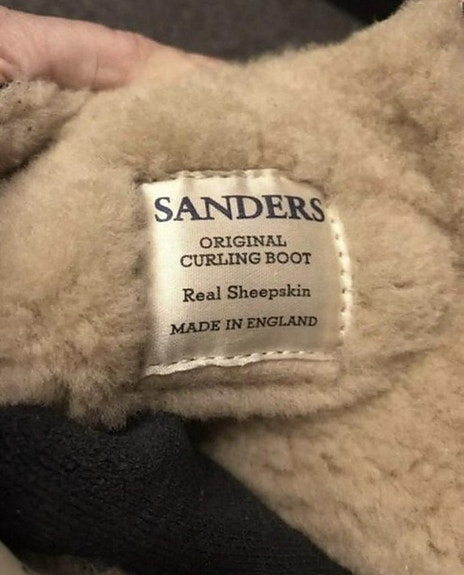 SANDERS
ORIGINAL
CURLING BOOT
Real Sheepskin
MADE IN ENGLAND